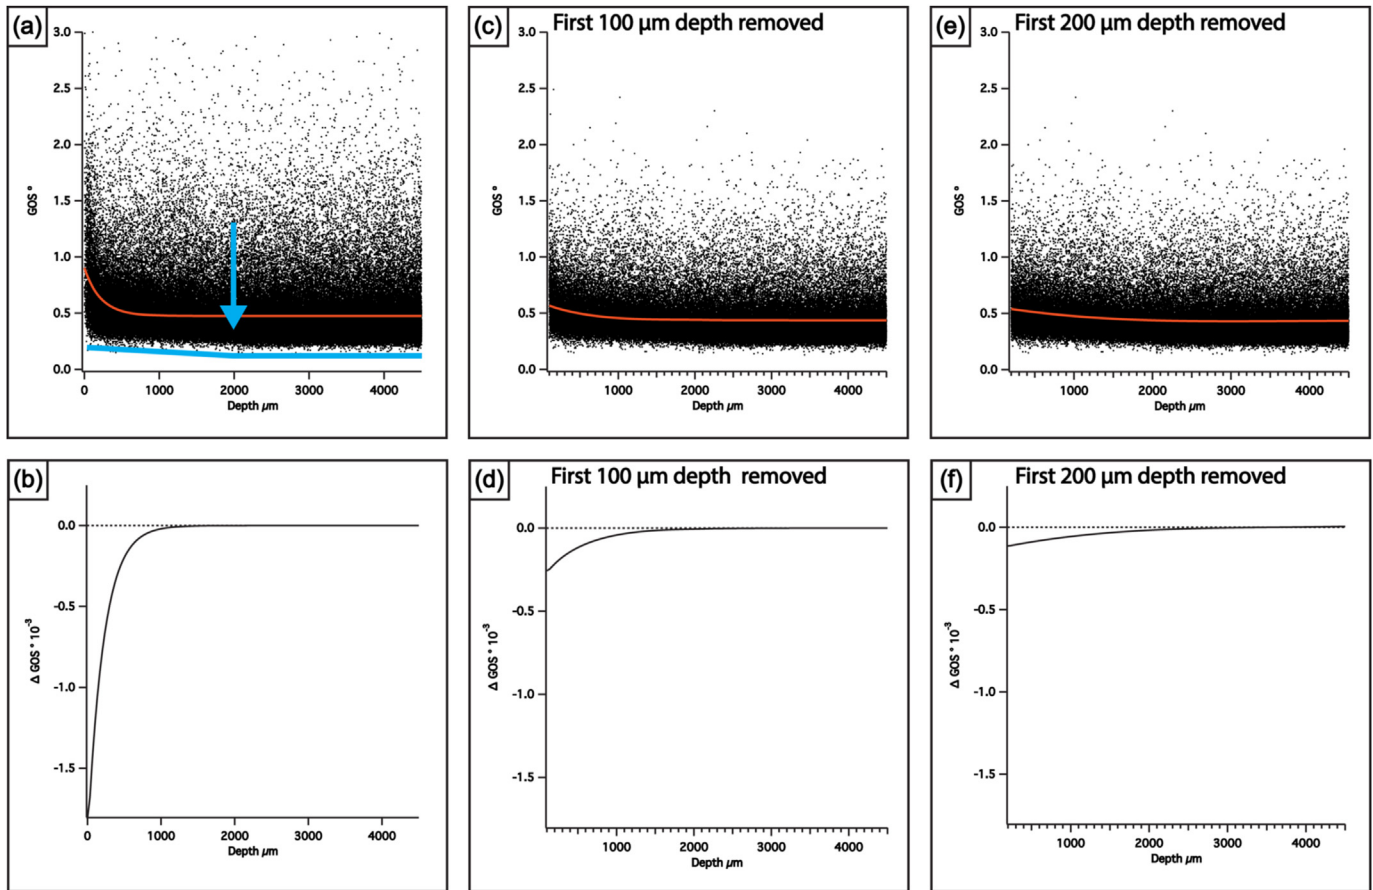 (a)
3.0
2.5
2.0
1.5
1.0
0.5
0.0
GOS °
0 1000 2000 3000 4000
Depth µm
(c) First 100 µm depth removed
3.0
2.5
2.0
1.5
1.0
0.5
0.0
GOS °
1000 2000 3000 4000
Depth µm
(e) First 200 µm depth removed
3.0
2.5
2.0
1.5
1.0
0.5
0.0
GOS °
1000 2000 3000 4000
Depth µm
(b)
0.0
-0.5
-1.0
-1.5
Δ GOS ° 10⁻³
0 1000 2000 3000 4000
Depth µm
(d) First 100 µm depth removed
0.0
-0.5
-1.0
-1.5
Δ GOS ° 10⁻³
1000 2000 3000 4000
Depth µm
(f) First 200 µm depth removed
0.0
-0.5
-1.0
-1.5
Δ GOS ° 10⁻³
1000 2000 3000 4000
Depth µm